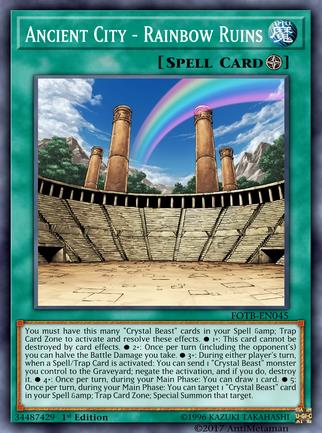 Ancient City - Rainbow Ruins
[Spell Card]
FOTB-EN045
You must have this many "Crystal Beast" cards in your Spell &amp; Trap
Card Zone to activate and resolve these effects. ● 1+: This card cannot be
destroyed by card effects. ● 2+: Once per turn (including the opponent's)
you can halve the Battle Damage you take. ● 3+: During either player's turn,
when a Spell/Trap Card is activated: You can send 1 "Crystal Beast" monster
you control to the Graveyard; negate the activation, and if you do, destroy
it. ● 4+: Once per turn, during your Main Phase: You can draw 1 card. ● 5:
Once per turn, during your Main Phase: You can target 1 "Crystal Beast" card
in your Spell &amp; Trap Card Zone; Special Summon that target.
34487429 1st Edition ©1996 KAZUKI TAKAHASHI
©2017 AntiMetaman